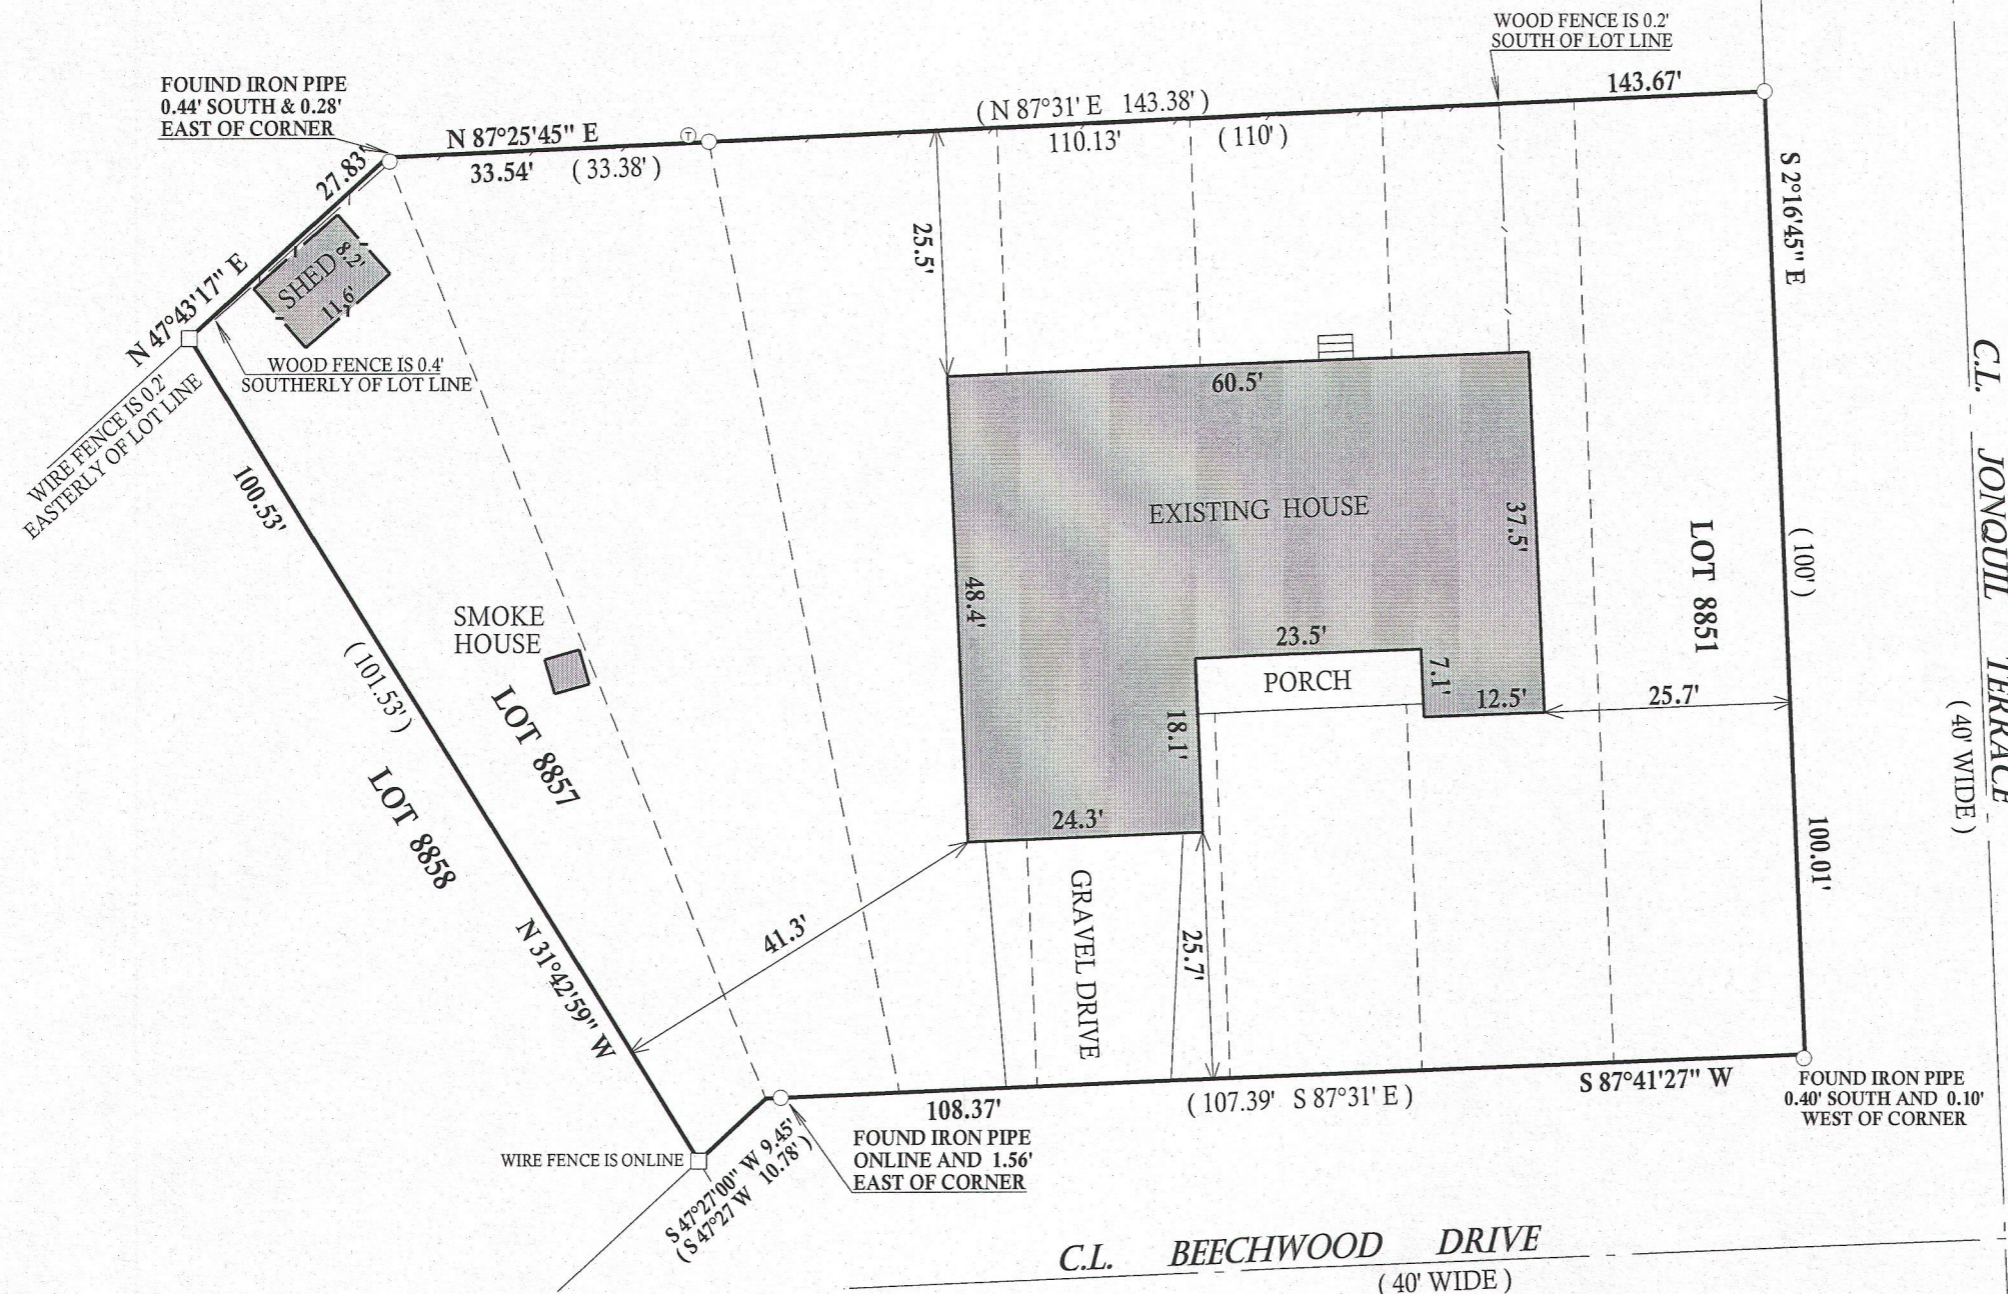 WOOD FENCE IS 0.2'
SOUTH OF LOT LINE
FOUIND IRON PIPE
0.44' SOUTH & 0.28'
EAST OF CORNER
( N 87°31' E 143.38' )
143.67'
N 87°25'45" E
T
110.13'
( 110' )
33.54'
( 33.38' )
27.83'
S 2°16'45" E
25.5'
SHED
8.2'
11.6'
N 47°43'17" E
WOOD FENCE IS 0.4'
SOUTHERLY OF LOT LINE
WIRE FENCE IS 0.2'
EASTERLY OF LOT LINE
60.5'
C.L. JONQUIL TERRACE
( 40' WIDE )
100.53'
EXISTING HOUSE
37.5'
LOT 8851
( 100' )
48.4'
SMOKE
HOUSE
23.5'
PORCH
7.1'
12.5'
25.7'
18.1'
( 101.53' )
LOT 8857
LOT 8858
24.3'
100.01'
GRAVEL DRIVE
25.7'
41.3'
N 31°42'59" W
S 87°41'27" W
108.37'
( 107.39' S 87°31' E )
FOUND IRON PIPE
0.40' SOUTH AND 0.10'
WEST OF CORNER
FOUND IRON PIPE
ONLINE AND 1.56'
EAST OF CORNER
WIRE FENCE IS ONLINE
S 47°27'00" W 9.45'
( S 47°27 W 10.78' )
C.L. BEECHWOOD DRIVE
( 40' WIDE )